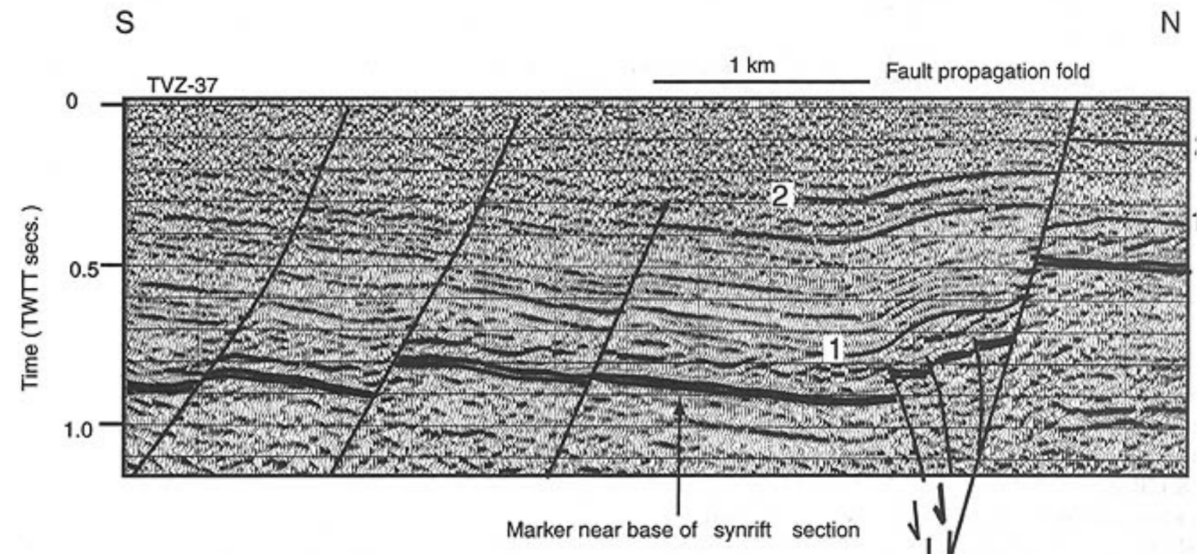 S
N
1 km
Fault propagation fold
TVZ-37
0
2
1
0.5
1.0
Time (TWTT secs.)
Marker near base of synrift section